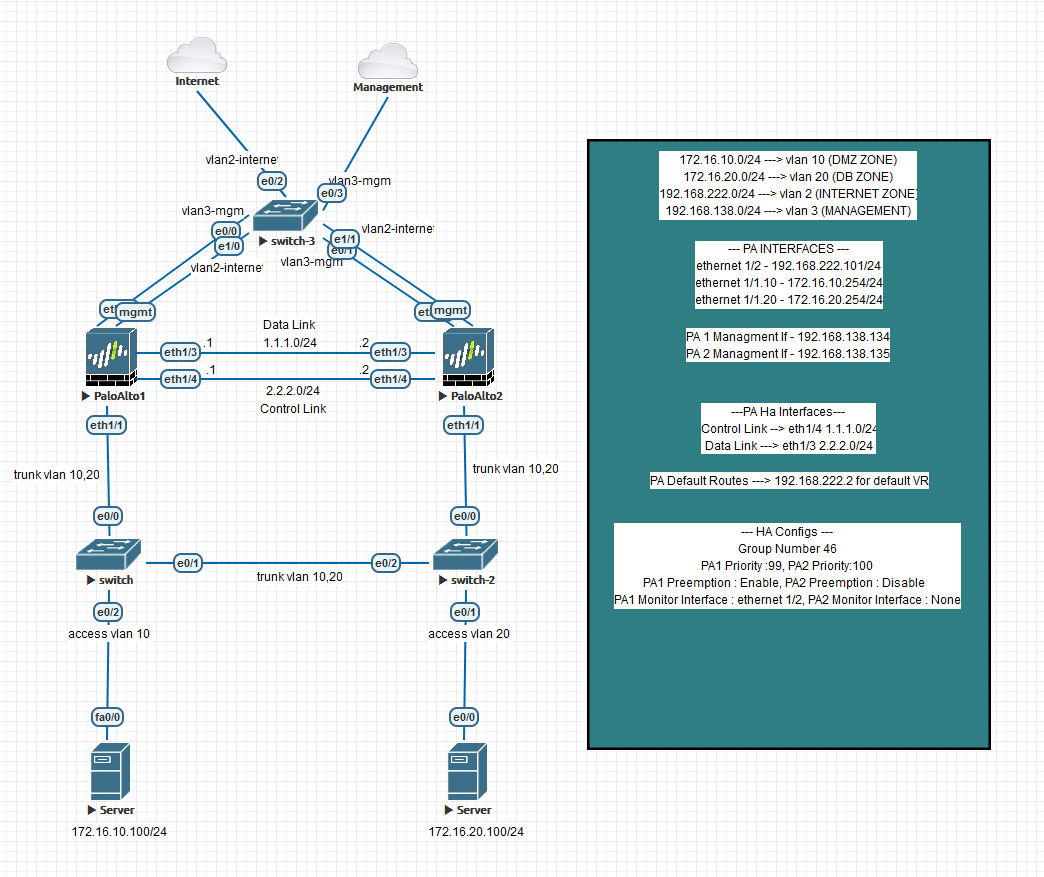 Internet
Management
vlan2-internet
e0/2
vlan3-mgm
e0/3
vlan3-mgm
e0/0
e1/0
switch-3
vlan2-internet
e1/1
e0/1
vlan2-internet
vlan3-mgm
mgmt
mgmt
Data Link
1.1.1.0/24
eth1/3
.1
.2
eth1/3
eth1/4
.1
.2
eth1/4
2.2.2.0/24
Control Link
PaloAlto1
PaloAlto2
eth1/1
eth1/1
trunk vlan 10,20
trunk vlan 10,20
e0/0
e0/0
e0/1
e0/2
trunk vlan 10,20
switch
switch-2
e0/2
e0/1
access vlan 10
access vlan 20
fa0/0
e0/0
Server
Server
172.16.10.100/24
172.16.20.100/24
172.16.10.0/24 ---> vlan 10 (DMZ ZONE)
172.16.20.0/24 ---> vlan 20 (DB ZONE)
192.168.222.0/24 ---> vlan 2 (INTERNET ZONE)
192.168.138.0/24 ---> vlan 3 (MANAGEMENT)
--- PA INTERFACES ---
ethernet 1/2 - 192.168.222.101/24
ethernet 1/1.10 - 172.16.10.254/24
ethernet 1/1.20 - 172.16.20.254/24
PA 1 Managment If - 192.168.138.134
PA 2 Managment If - 192.168.138.135
---PA Ha Interfaces---
Control Link --> eth1/4 1.1.1.0/24
Data Link ---> eth1/3 2.2.2.0/24
PA Default Routes ---> 192.168.222.2 for default VR
--- HA Configs ---
Group Number 46
PA1 Priority :99, PA2 Priority:100
PA1 Preemption : Enable, PA2 Preemption : Disable
PA1 Monitor Interface : ethernet 1/2, PA2 Monitor Interface : None